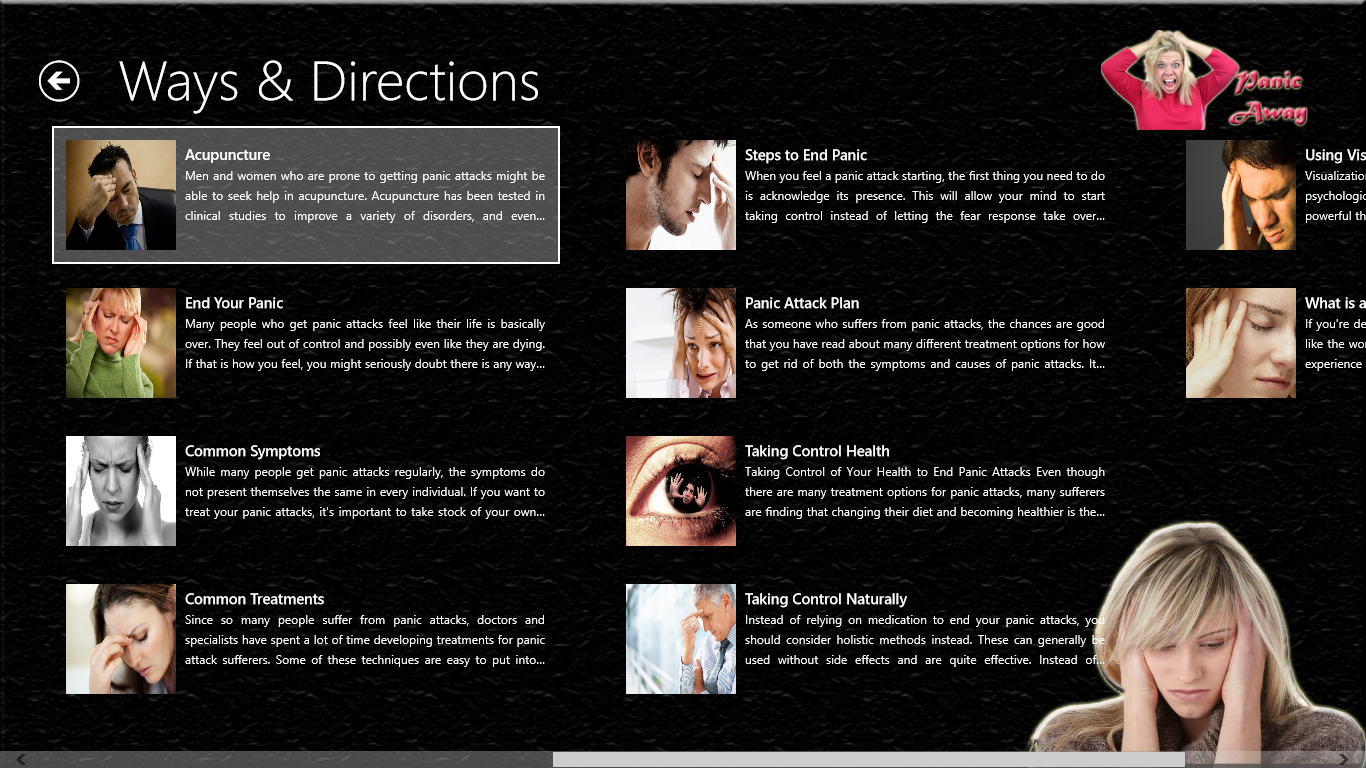 Ways & Directions
Panic
Away
Acupuncture
Men and women who are prone to getting panic attacks might be
able to seek help in acupuncture. Acupuncture has been tested in
clinical studies to improve a variety of disorders, and even...
End Your Panic
Many people who get panic attacks feel like their life is basically
over. They feel out of control and possibly even like they are dying.
If that is how you feel, you might seriously doubt there is any way...
Common Symptoms
While many people get panic attacks regularly, the symptoms do
not present themselves the same in every individual. If you want to
treat your panic attacks, it's important to take stock of your own...
Common Treatments
Since so many people suffer from panic attacks, doctors and
specialists have spent a lot of time developing treatments for panic
attack sufferers. Some of these techniques are easy to put into...
Steps to End Panic
When you feel a panic attack starting, the first thing you need to do
is acknowledge its presence. This will allow your mind to start
taking control instead of letting the fear response take over...
Panic Attack Plan
As someone who suffers from panic attacks, the chances are good
that you have read about many different treatment options for how
to get rid of both the symptoms and causes of panic attacks. It...
Taking Control Health
Taking Control of Your Health to End Panic Attacks Even though
there are many treatment options for panic attacks, many sufferers
are finding that changing their diet and becoming healthier is the...
Taking Control Naturally
Instead of relying on medication to end your panic attacks, you
should consider holistic methods instead. These can generally be
used without side effects and are quite effective. Instead of...
Using Vis
Visualization
psychologic
powerful th
What is a
If you're de
like the wor
experience